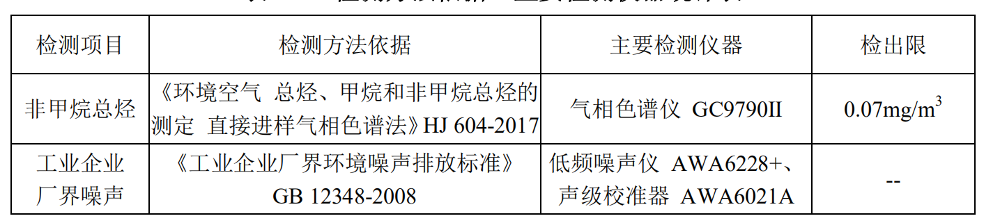 检测项目 检测方法依据 主要检测仪器 检出限
非甲烷总烃
《环境空气 总烃、甲烷和非甲烷总烃的
测定 直接进样气相色谱法》HJ 604-2017
气相色谱仪 GC9790II
0.07mg/m³
工业企业
厂界噪声
《工业企业厂界环境噪声排放标准》
GB 12348-2008
低频噪声仪 AWA6228+、
声级校准器 AWA6021A
--